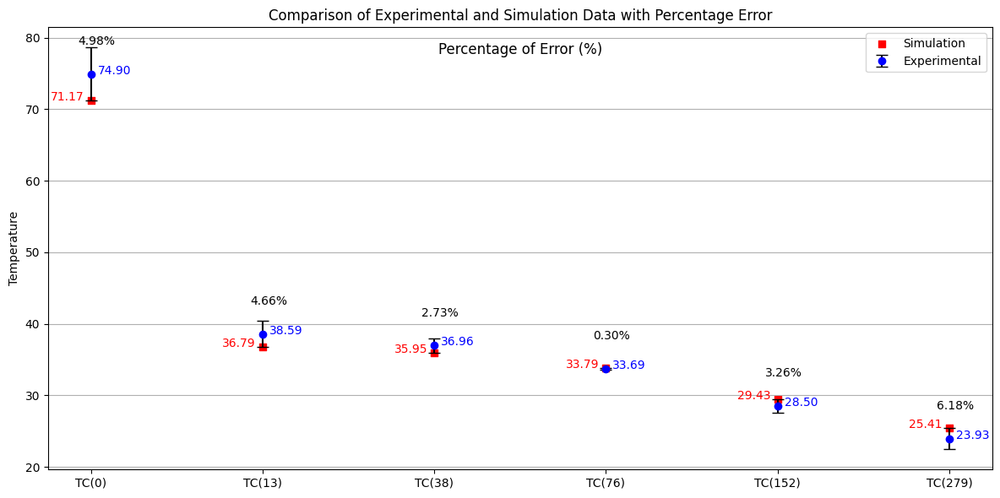 Comparison of Experimental and Simulation Data with Percentage Error
Percentage of Error (%)
Simulation
Experimental
Temperature
80
70
60
50
40
30
20
4.98%
74.90
71.17
4.66%
38.59
36.79
2.73%
36.96
35.95
0.30%
33.79
33.69
3.26%
29.43
28.50
6.18%
25.41
23.93
TC(0)
TC(13)
TC(38)
TC(76)
TC(152)
TC(279)